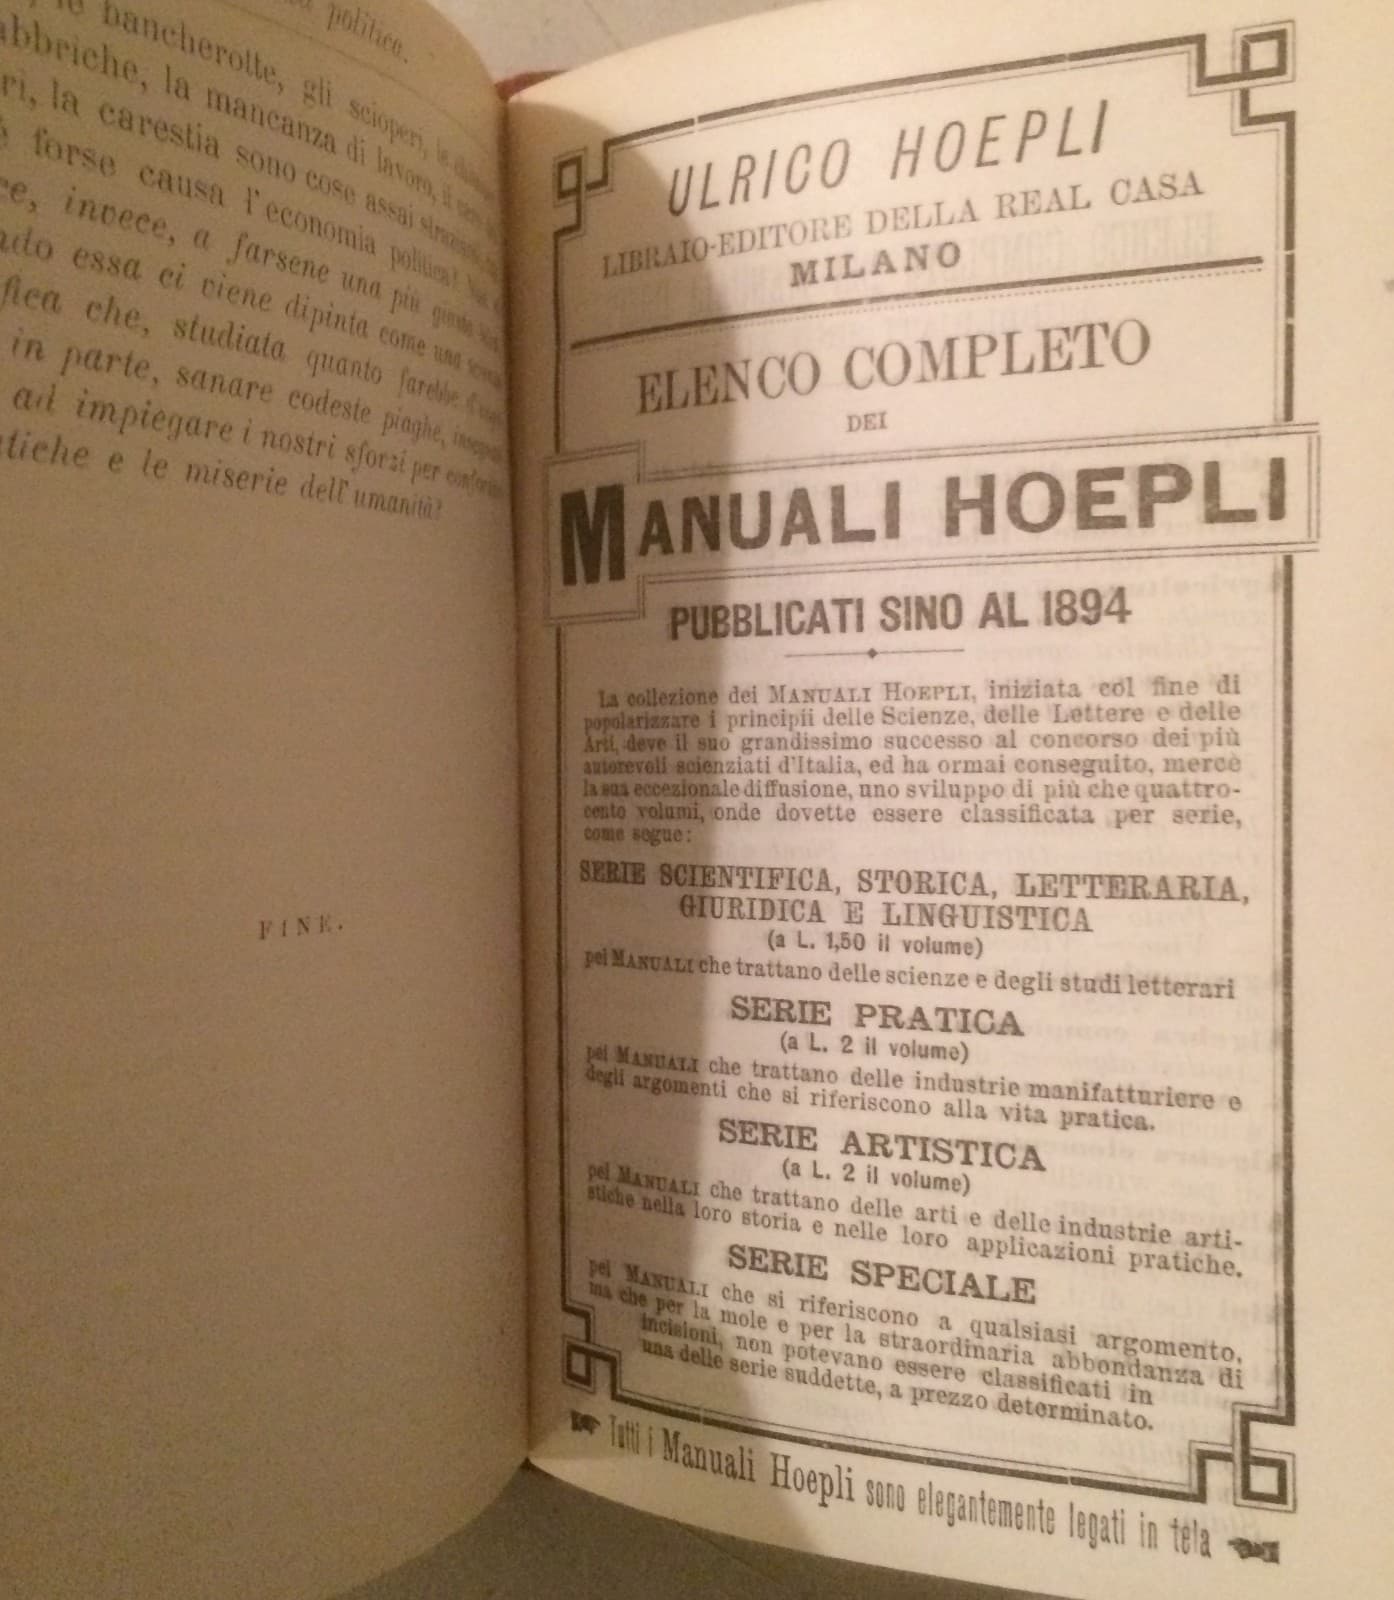 politica.
bancherotte, gli scioperi, le
abbriche, la mancanza di lavoro, il
ri, la carestia sono cose assai
forse causa l'economia politica!
invece, a farsene una più giusta
essa ci viene dipinta come una
che, studiata quanto farebbe
in parte, sanare codeste piaghe,
ad impiegare i nostri sforzi per
e le miserie dell'umanità?
FINE.
ULRICO HOEPLI
LIBRAIO-EDITORE DELLA REAL CASA
MILANO
ELENCO COMPLETO
DEI
MANUALI HOEPLI
PUBBLICATI SINO AL 1894
La collezione dei MANUALI HOEPLI, iniziata col fine di
popolarizzare i principii delle Scienze, delle Lettere e delle
Arti, deve il suo grandissimo successo al concorso dei più
autorevoli scienziati d'Italia, ed ha ormai conseguito, mercè
la sua eccezionale diffusione, uno sviluppo di più che quattro-
cento volumi, onde dovette essere classificata per serie,
come segue:
SERIE SCIENTIFICA, STORICA, LETTERARIA,
GIURIDICA E LINGUISTICA
(a L. 1,50 il volume)
pei MANUALI che trattano delle scienze e degli studi letterari
SERIE PRATICA
(a L. 2 il volume)
pei MANUALI che trattano delle industrie manifatturiere e
degli argomenti che si riferiscono alla vita pratica.
SERIE ARTISTICA
(a L. 2 il volume)
pei MANUALI che trattano delle arti e delle industrie arti-
stiche nella loro storia e nelle loro applicazioni pratiche.
SERIE SPECIALE
pei MANUALI che si riferiscono a qualsiasi argomento,
ma che per la mole e per la straordinaria abbondanza di
incisioni, non potevano essere classificati in
una delle serie suddette, a prezzo determinato.
Tutti i Manuali Hoepli sono elegantemente legati in tela